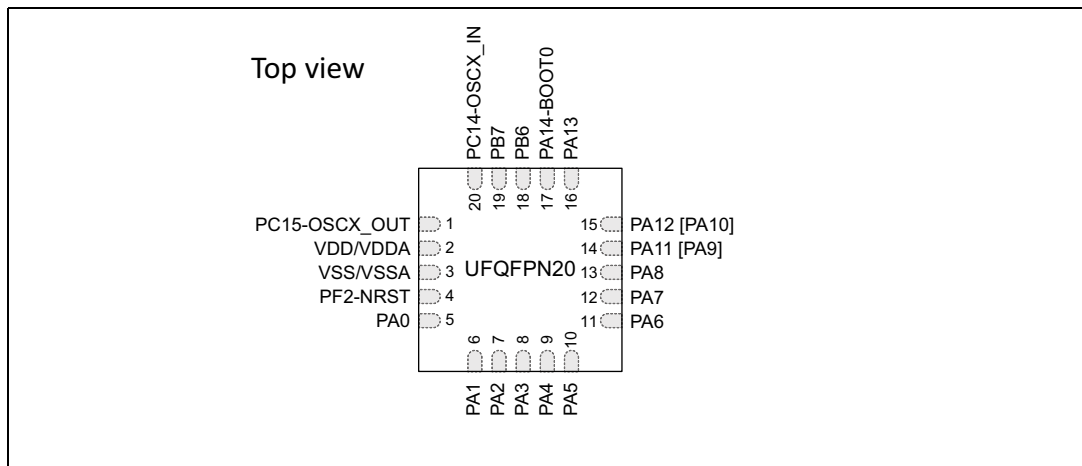 Top view
PC14-OSCX_IN
PB7
PB6
PA14-BOOT0
PA13
20
19
18
17
16
PC15-OSCX_OUT 1
VDD/VDDA 2
VSS/VSSA 3
PF2-NRST 4
PA0 5
UFQFPN20
15 PA12 [PA10]
14 PA11 [PA9]
13 PA8
12 PA7
11 PA6
6
7
8
9
10
PA1
PA2
PA3
PA4
PA5